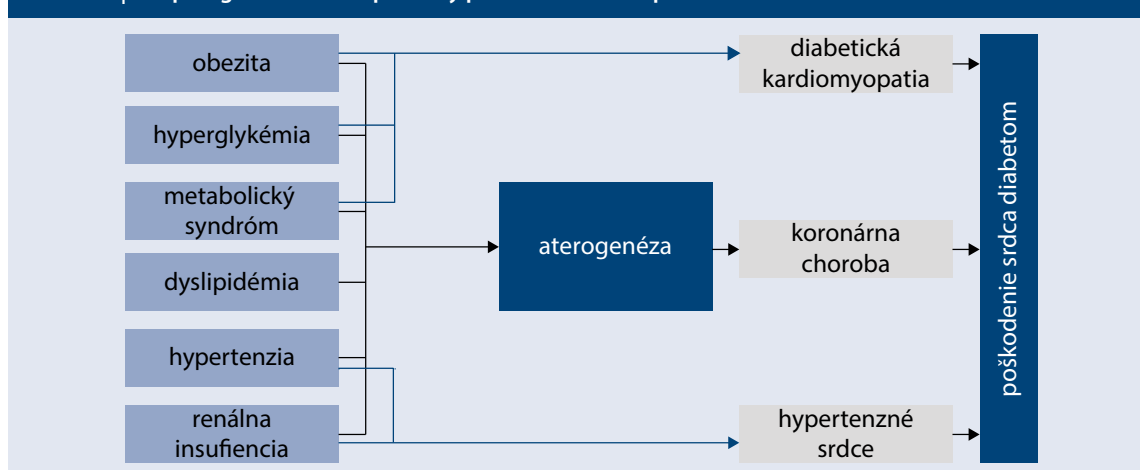 obezita
hyperglykémia
metabolický
syndróm
dyslipidémia
hypertenzia
renálna
insufiencia
aterogenéza
diabetická
kardiomyopatia
koronárna
choroba
hypertenzné
srdce
poškodenie srdca diabetom